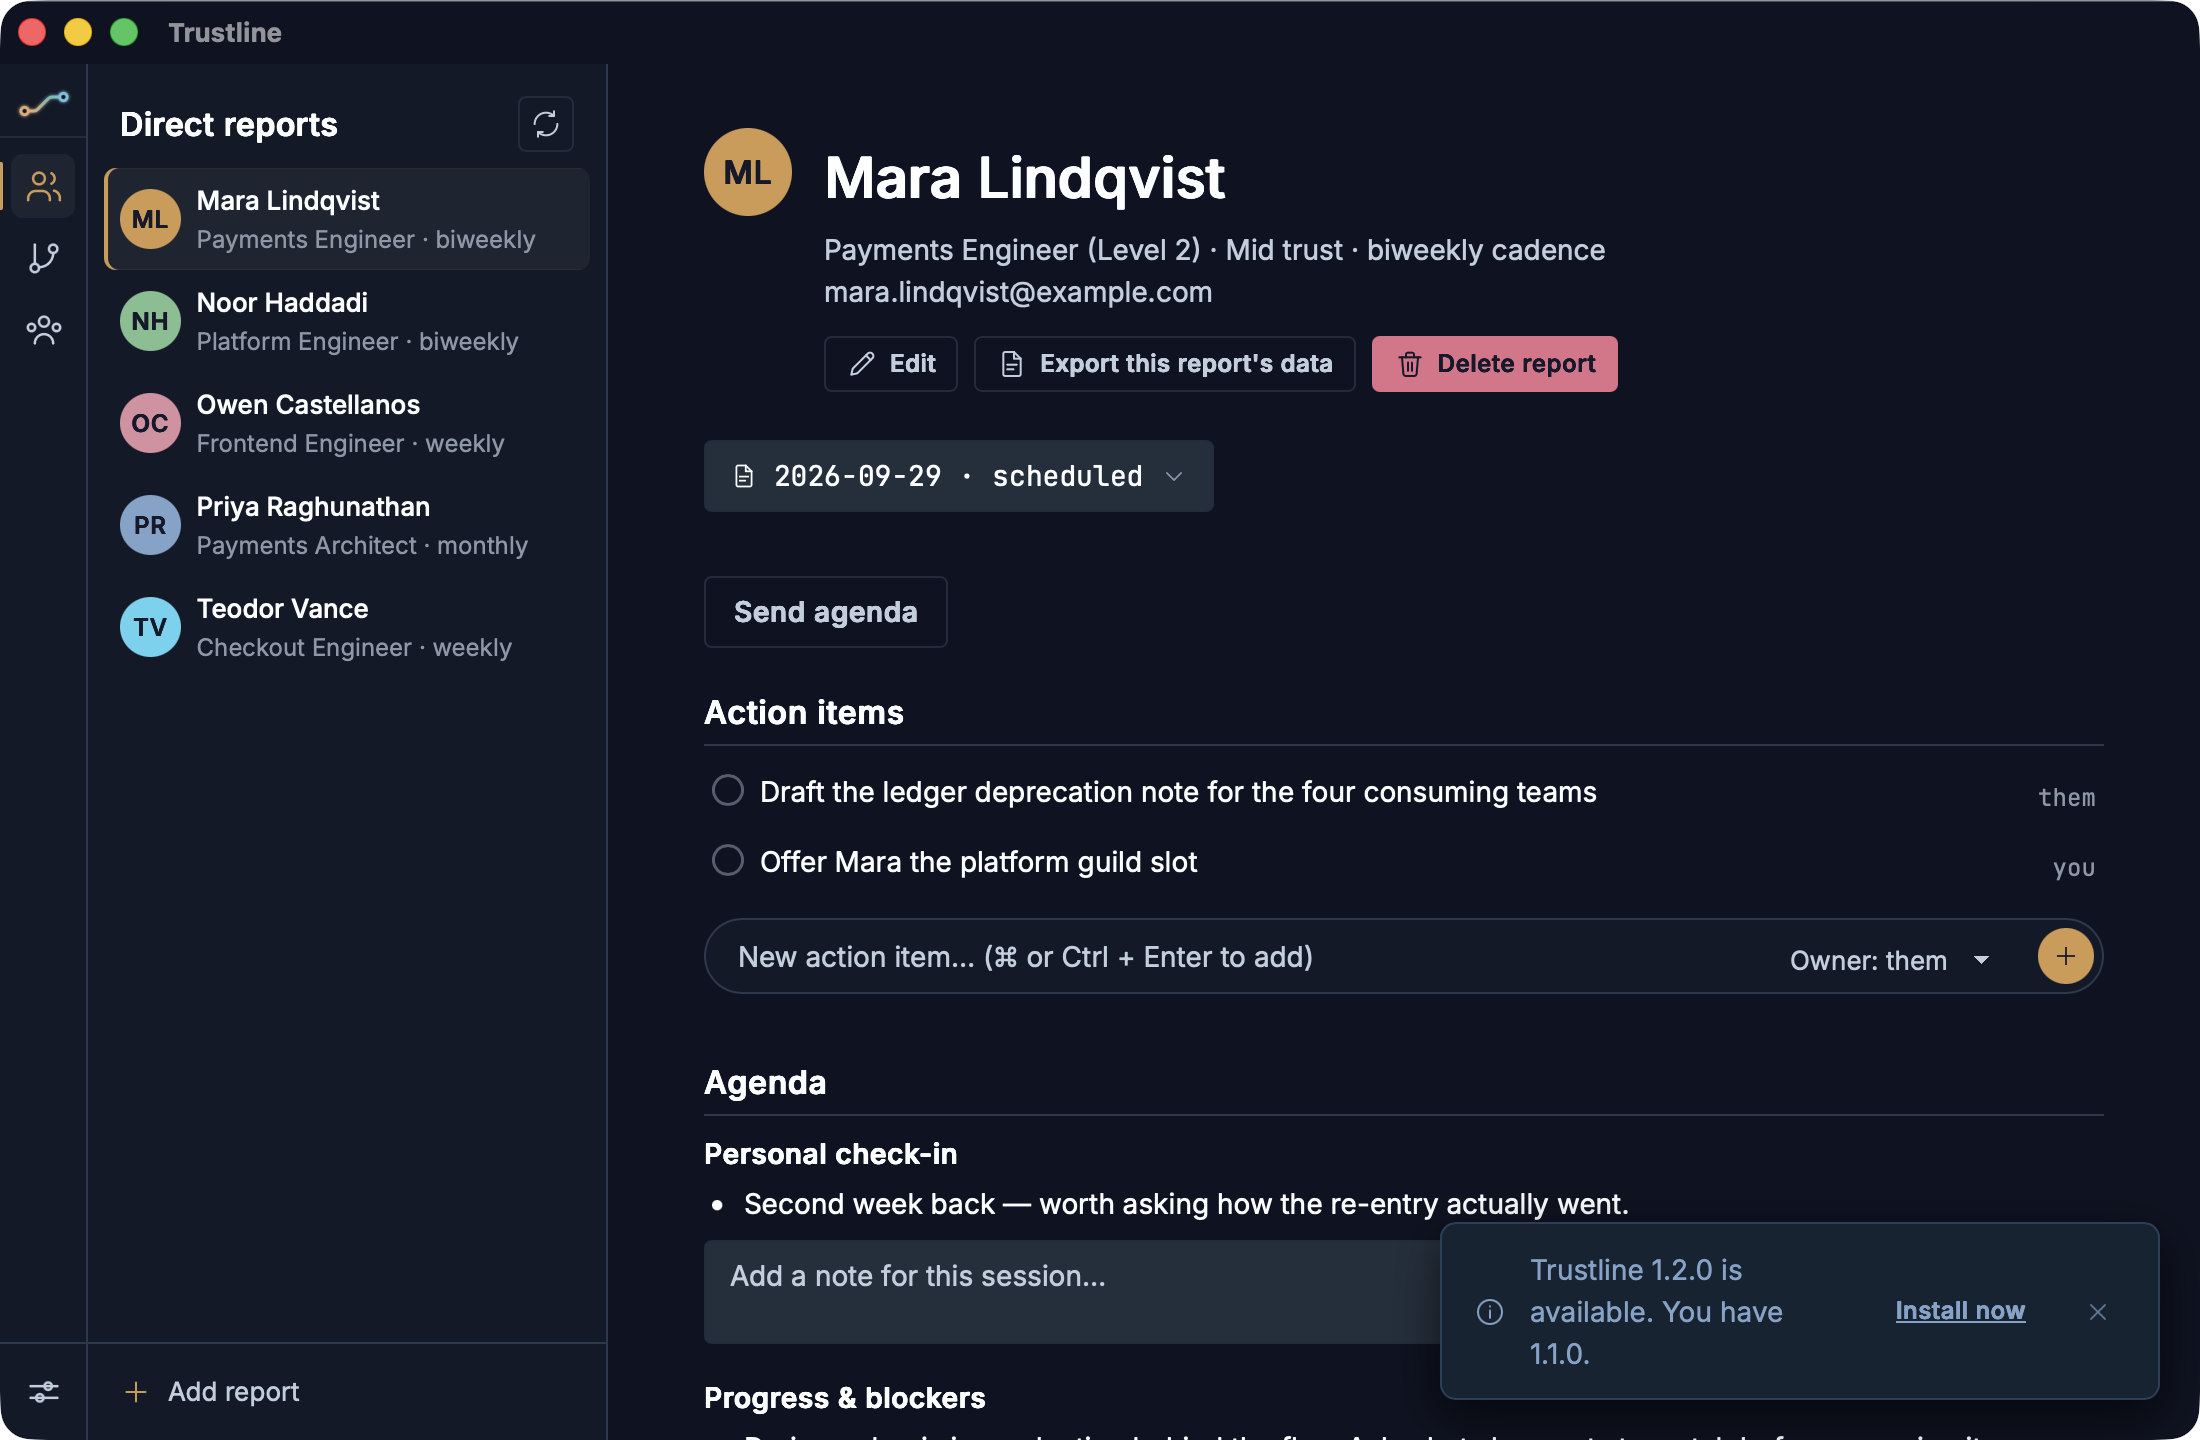 Trustline
Direct reports
ML
Mara Lindqvist
Payments Engineer · biweekly
NH
Noor Haddadi
Platform Engineer · biweekly
OC
Owen Castellanos
Frontend Engineer · weekly
PR
Priya Raghunathan
Payments Architect · monthly
TV
Teodor Vance
Checkout Engineer · weekly
Add report
ML
Mara Lindqvist
Payments Engineer (Level 2) · Mid trust · biweekly cadence
mara.lindqvist@example.com
Edit
Export this report's data
Delete report
2026-09-29 · scheduled
Send agenda
Action items
Draft the ledger deprecation note for the four consuming teams
them
Offer Mara the platform guild slot
you
New action item... (⌘ or Ctrl + Enter to add)
Owner: them
Agenda
Personal check-in
• Second week back — worth asking how the re-entry actually went.
Add a note for this session...
Progress & blockers
Trustline 1.2.0 is
available. You have
1.1.0.
Install now